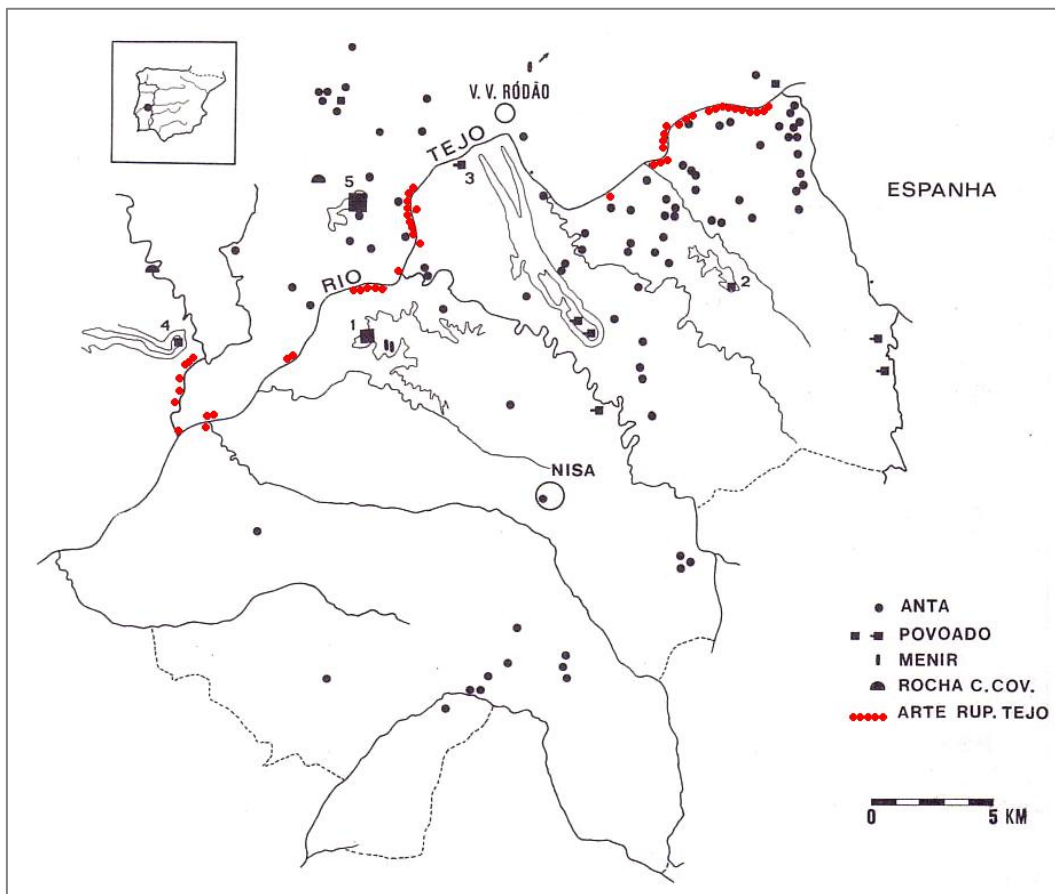 V. V. RÓDÃO
TEJO
3
5
ESPANHA
RIO
2
4
1
NISA
ANTA
POVOADO
MENIR
ROCHA C. COV.
ARTE RUP. TEJO
0 5 KM